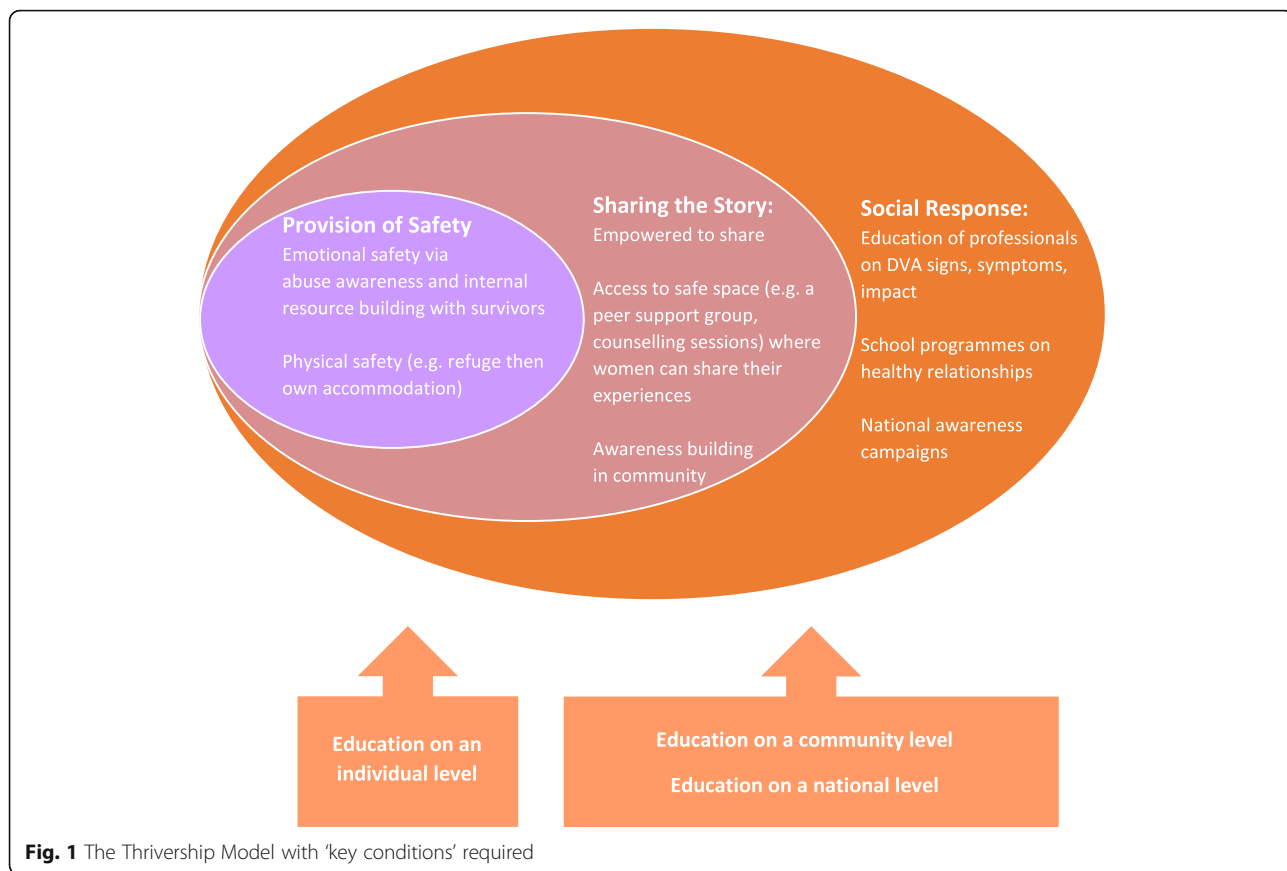 Provision of Safety
Emotional safety via
abuse awareness and internal
resource building with survivors
Physical safety (e.g. refuge then
own accommodation)
Sharing the Story:
Empowered to share
Access to safe space (e.g. a
peer support group,
counselling sessions) where
women can share their
experiences
Awareness building
in community
Social Response:
Education of professionals
on DVA signs, symptoms,
impact
School programmes on
healthy relationships
National awareness
campaigns
Education on an
individual level
Education on a community level
Education on a national level
Fig. 1 The Thrivership Model with ‘key conditions’ required